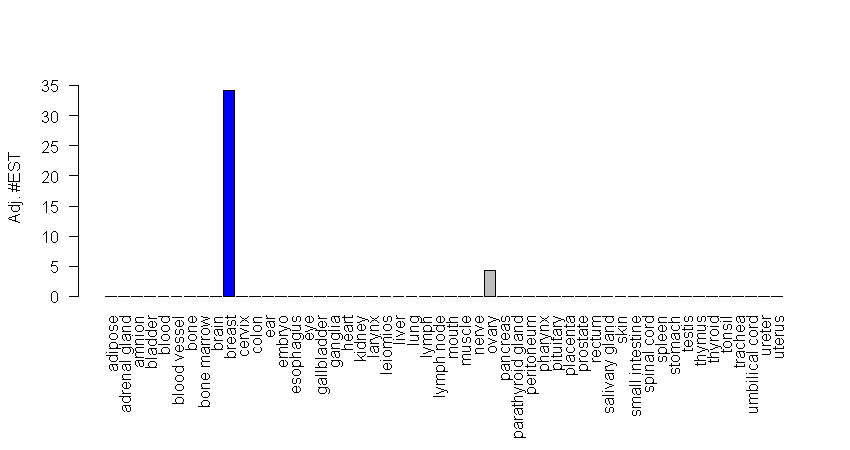 Adj. #EST
35
30
25
20
15
10
5
0
adipose
adrenal gland
amnion
bladder
blood
blood vessel
bone
bone marrow
brain
breast
cervix
colon
ear
embryo
esophagus
eye
gallbladder
ganglia
heart
kidney
larynx
leiomios
liver
lung
lymph
lymph node
mouth
muscle
nerve
ovary
pancreas
parathyroid gland
peritoneum
pharynx
pituitary
placenta
prostate
rectum
salivary gland
skin
small intestine
spinal cord
spleen
stomach
testis
thymus
thyroid
tonsil
trachea
umbilical cord
ureter
uterus